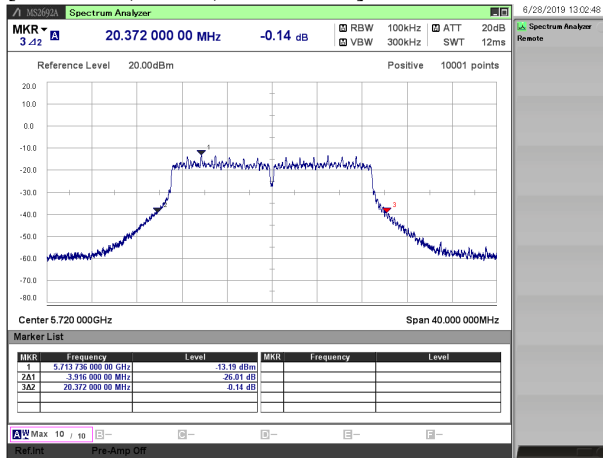 MS2692A Spectrum Analyzer
6/28/2019 13:02:48
Spectrum Analyzer
Remote
MKR 3Δ2 A 20.372 000 00 MHz -0.14 dB
M RBW 100kHz M ATT 20dB
M VBW 300kHz SWT 12ms
Reference Level 20.00dBm Positive 10001 points
20.0
10.0
0.0
-10.0
-20.0
-30.0
-40.0
-50.0
-60.0
-70.0
-80.0
1
2
3
Center 5.720 000GHz Span 40.000 000MHz
Marker List
MKR Frequency Level MKR Frequency Level
1 5.713 736 000 00 GHz -13.19 dBm
2Δ1 -3.916 000 00 MHz -26.01 dB
3Δ2 20.372 000 00 MHz -0.14 dB
A W Max 10 / 10 B- C- D- E- F-
Ref.Int Pre-Amp Off